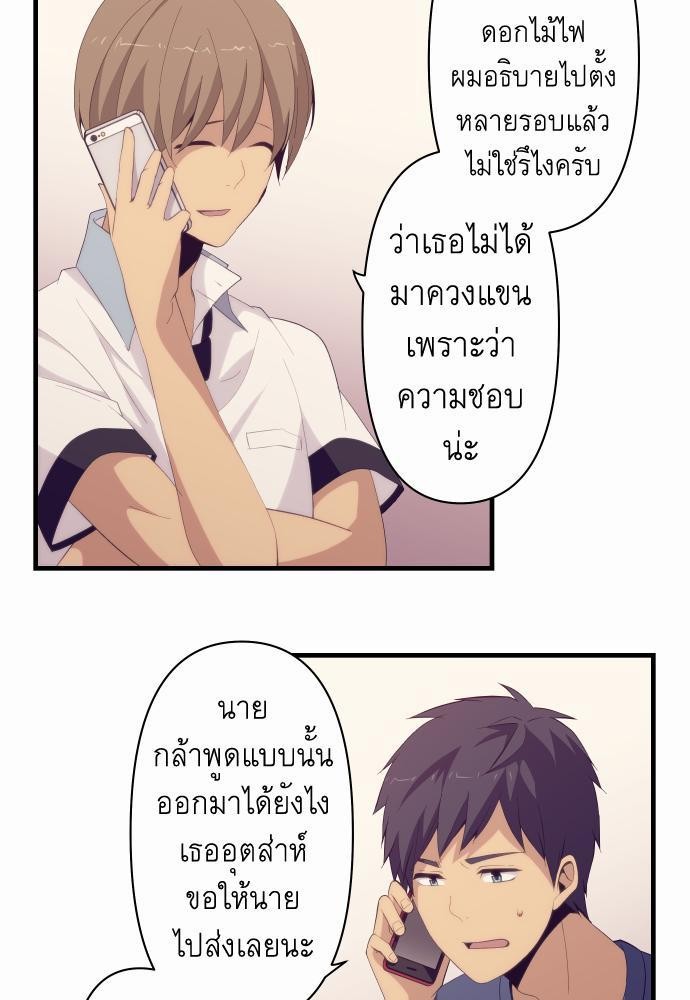 ดอกไม้ไฟ
ผมอธิบายไปตั้ง
หลายรอบแล้ว
ไม่ใช่รึไงครับ
ว่าเธอไม่ได้
มาควงแขน
เพราะว่า
ความชอบ
น่ะ
นาย
กล้าพูดแบบนั้น
ออกมาได้ยังไง
เธออุตส่าห์
ขอให้นาย
ไปส่งเลยนะ